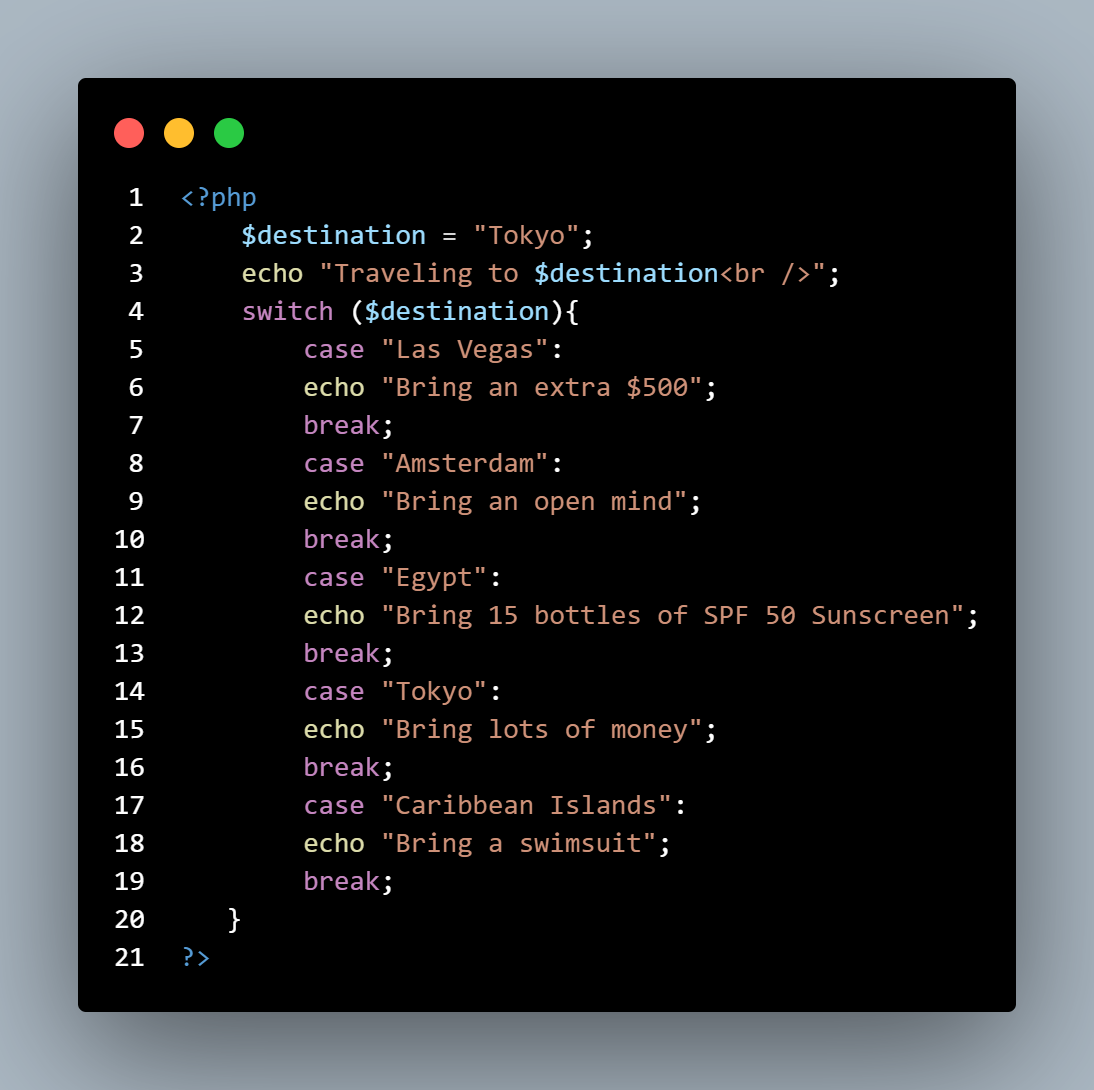 1 <?php
2 $destination = "Tokyo";
3 echo "Traveling to $destination<br />";
4 switch ($destination){
5 case "Las Vegas":
6 echo "Bring an extra $500";
7 break;
8 case "Amsterdam":
9 echo "Bring an open mind";
10 break;
11 case "Egypt":
12 echo "Bring 15 bottles of SPF 50 Sunscreen";
13 break;
14 case "Tokyo":
15 echo "Bring lots of money";
16 break;
17 case "Caribbean Islands":
18 echo "Bring a swimsuit";
19 break;
20 }
21 ?>